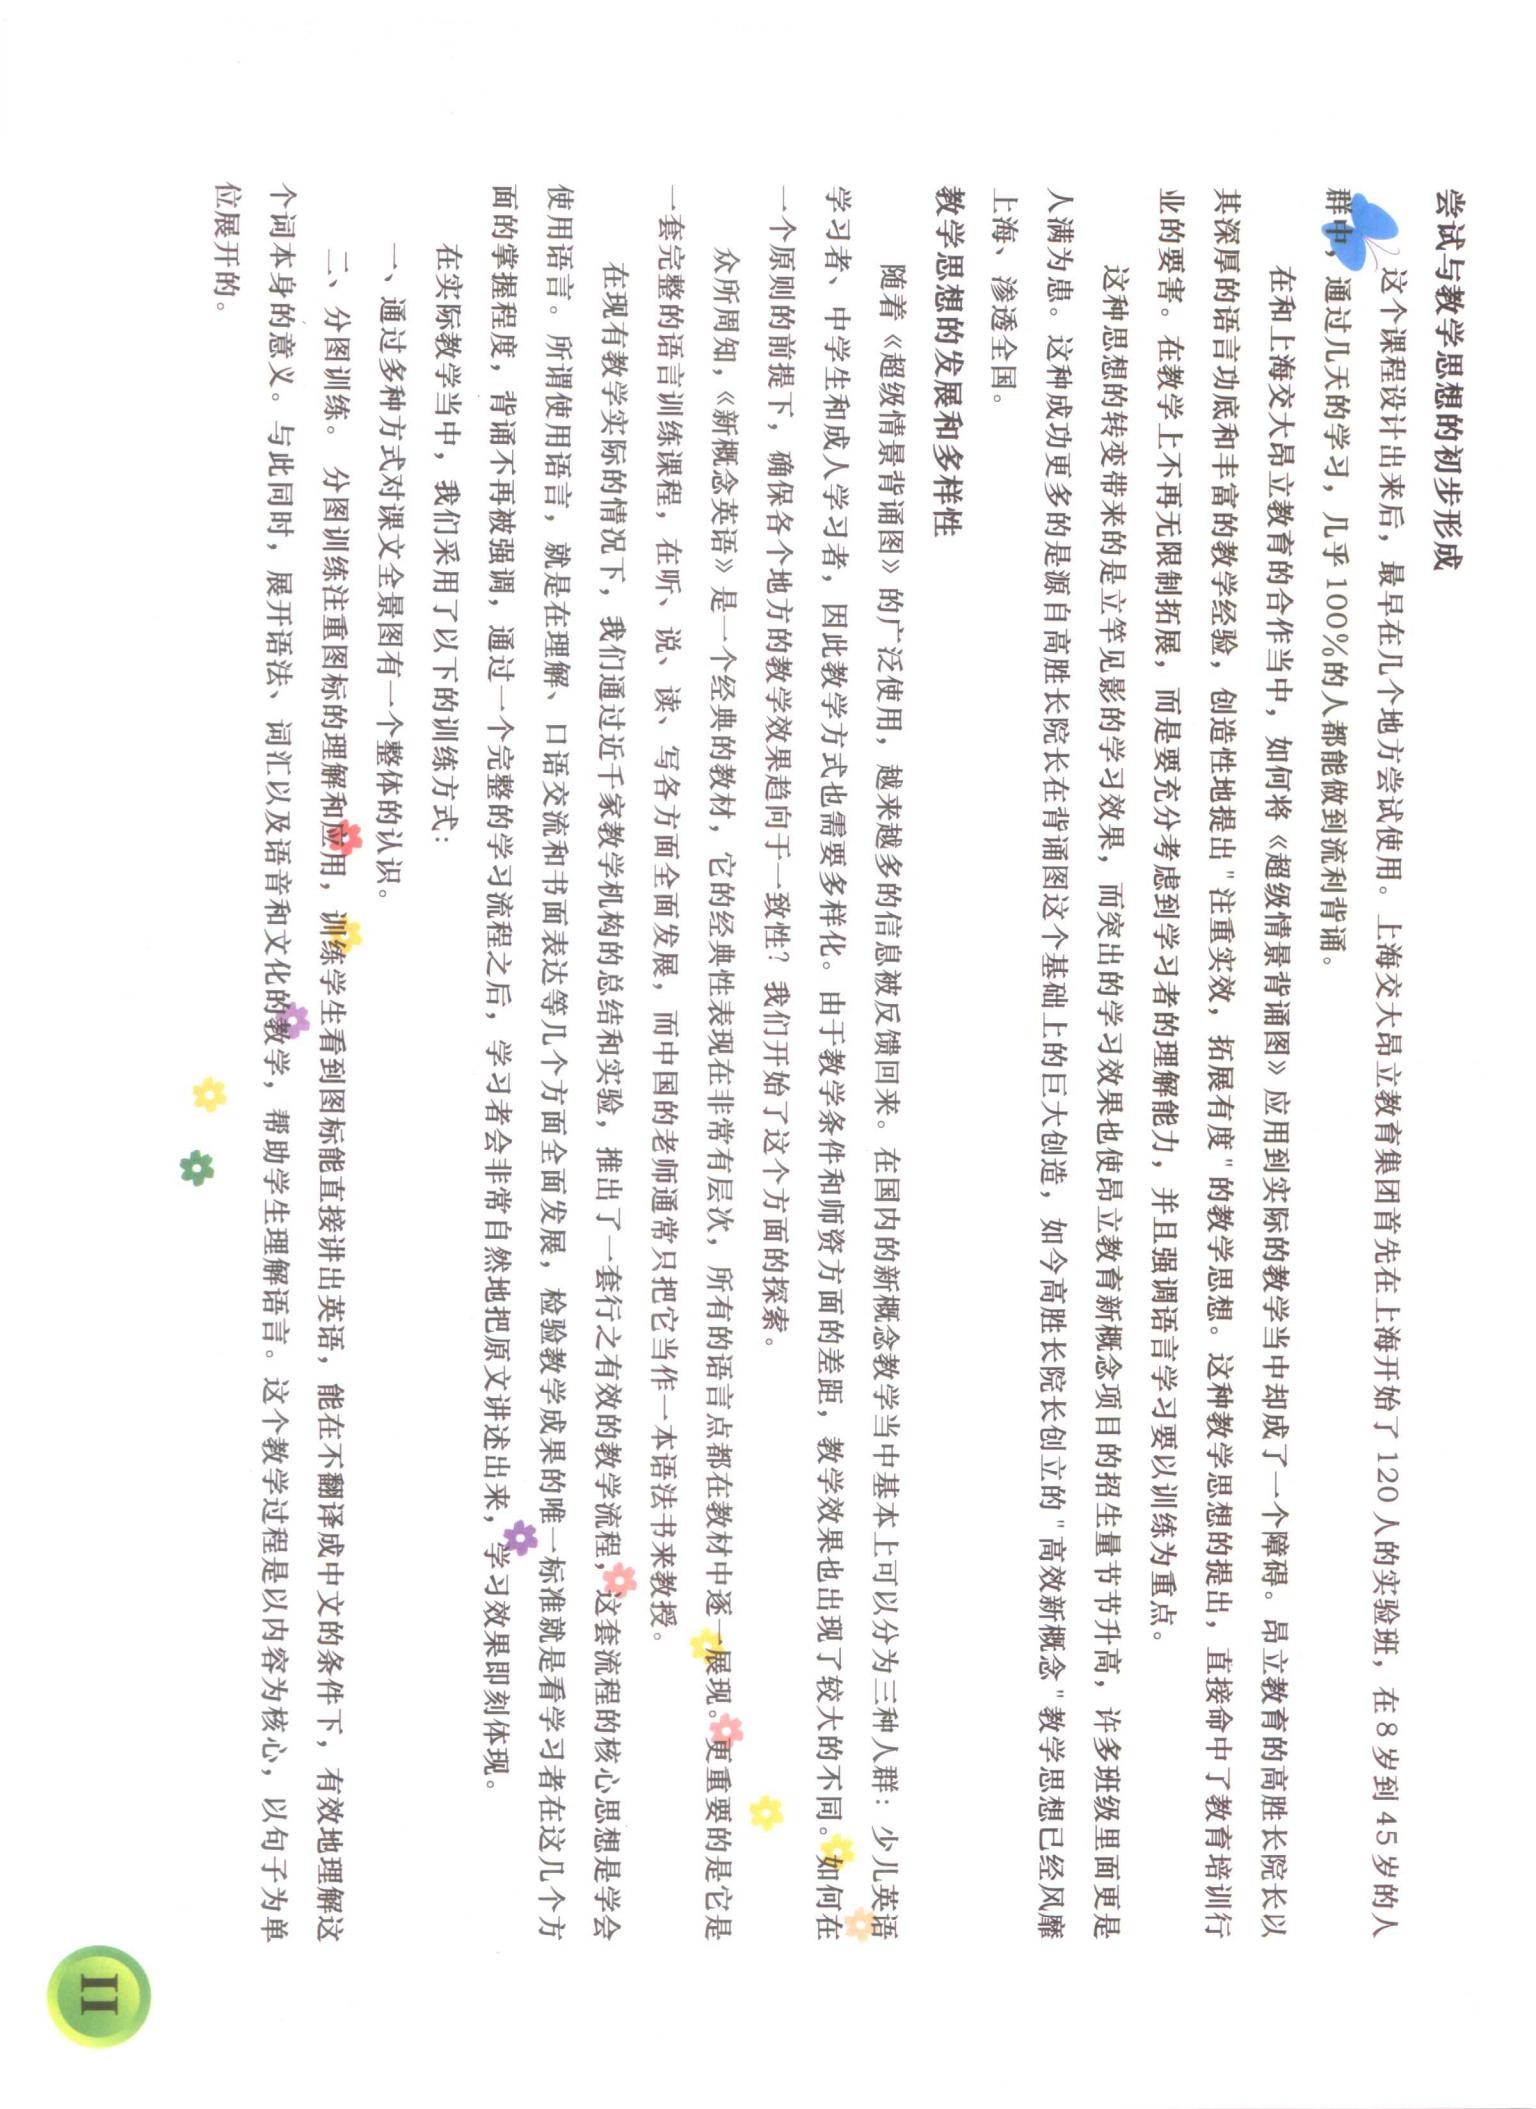 尝试与教学思想的初步形成
这个课程设计出来后，最早在几个地方尝试使用。上海交大昂立教育集团首先在上海开始了 120 人的实验班，在 8 岁到 45 岁的人
群中，通过几天的学习，几乎 100%的人都能做到流利背诵。
在和上海交大昂立教育的合作当中，如何将《超级情景背诵图》应用到实际的教学当中却成了一个障碍。昂立教育的高胜长院长以
其深厚的语言功底和丰富的教学经验，创造性地提出"注重实效，拓展有度"的教学思想。这种教学思想的提出，直接命中了教育培训行
业的要害。在教学上不再无限制拓展，而是要充分考虑到学习者的理解能力，并且强调语言学习要以训练为重点。
这种思想的转变带来的是立竿见影的学习效果，而突出的学习效果也使昂立教育新概念项目的招生量节节升高，许多班级里面更是
人满为患。这种成功更多的是源自高胜长院长在背诵图这个基础上的巨大创造，如今高胜长院长创立的"高效新概念"教学思想已经风靡
上海、渗透全国。
教学思想的发展和多样性
随着《超级情景背诵图》的广泛使用，越来越多的信息被反馈回来。在国内的新概念教学当中基本上可以分为三种人群：少儿英语
学习者、中学生和成人学习者，因此教学方式也需要多样化。由于教学条件和师资方面的差距，教学效果也出现了较大的不同。如何在
一个原则的前提下，确保各个地方的教学效果趋向于一致性？我们开始了这个方面的探索。
众所周知，《新概念英语》是一个经典的教材，它的经典性表现在非常有层次，所有的语言点都在教材中逐一展现。更重要的是它是
一套完整的语言训练课程，在听、说、读、写各方面全面发展，而中国的老师通常只把它当作一本语法书来教授。
在现有教学实际的情况下，我们通过近千家教学机构的总结和实验，推出了一套行之有效的教学流程，这套流程的核心思想是学会
使用语言。所谓使用语言，就是在理解、口语交流和书面表达等几个方面全面发展，检验教学成果的唯一标准就是看学习者在这几个方
面的掌握程度，背诵不再被强调，通过一个完整的学习流程之后，学习者会非常自然地把原文讲述出来，学习效果即刻体现。
在实际教学当中，我们采用了以下的训练方式：
一、通过多种方式对课文全景图有一个整体的认识。
二、分图训练。 分图训练注重图标的理解和应用，训练学生看到图标能直接讲出英语，能在不翻译成中文的条件下，有效地理解这
个词本身的意义。与此同时，展开语法、词汇以及语音和文化的教学，帮助学生理解语言。这个教学过程是以内容为核心，以句子为单
位展开的。
II